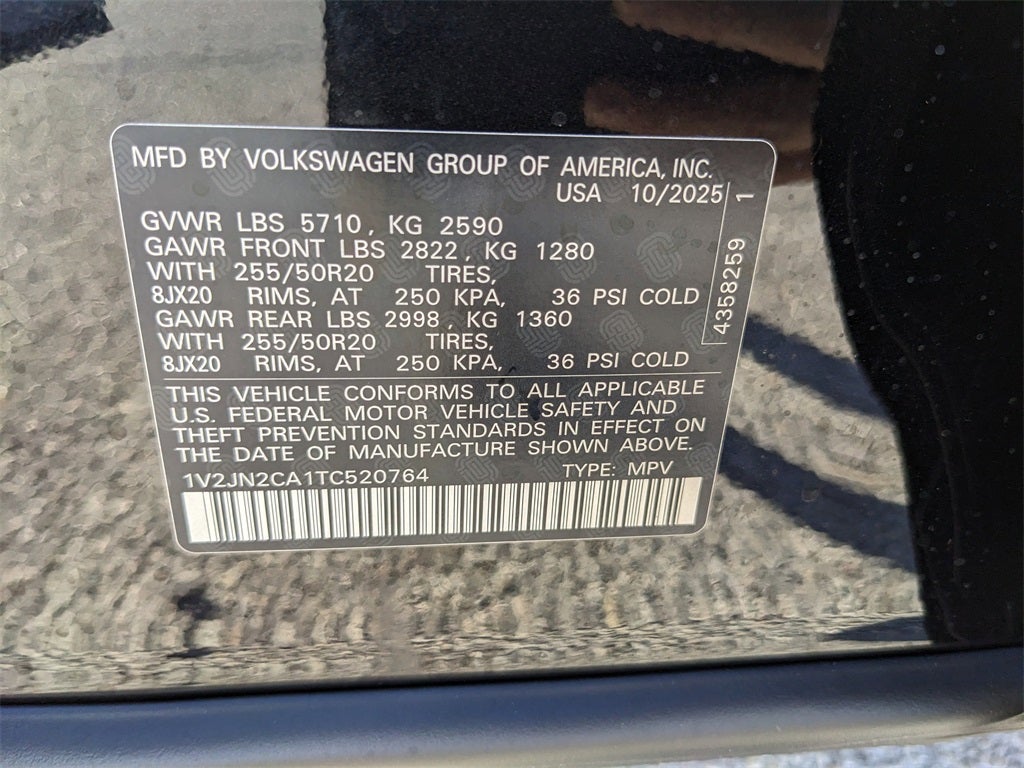 MFD BY VOLKSWAGEN GROUP OF AMERICA, INC.
USA 10/2025
GVWR LBS 5710, KG 2590
GAWR FRONT LBS 2822, KG 1280
WITH 255/50R20 TIRES,
8JX20 RIMS, AT 250 KPA, 36 PSI COLD
GAWR REAR LBS 2998, KG 1360
WITH 255/50R20 TIRES,
8JX20 RIMS, AT 250 KPA, 36 PSI COLD
4358259 1
THIS VEHICLE CONFORMS TO ALL APPLICABLE
U.S. FEDERAL MOTOR VEHICLE SAFETY AND
THEFT PREVENTION STANDARDS IN EFFECT ON
THE DATE OF MANUFACTURE SHOWN ABOVE.
1V2JN2CA1TC520764 TYPE: MPV